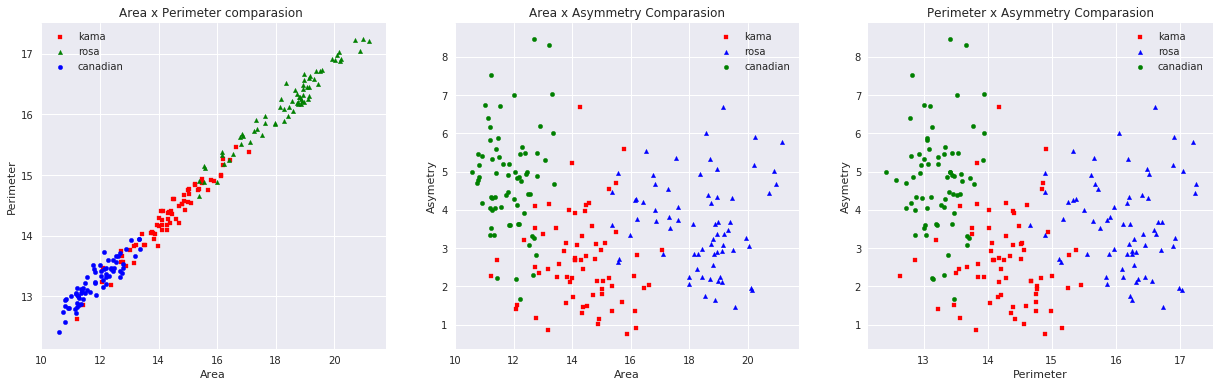 Area x Perimeter comparasion
kama
rosa
canadian
17
16
15
14
13
10 12 14 16 18 20
Perimeter
Area
Area x Asymmetry Comparasion
kama
rosa
canadian
8
7
6
5
4
3
2
1
10 12 14 16 18 20
Asymetry
Area
Perimeter x Asymmetry Comparasion
kama
rosa
canadian
8
7
6
5
4
3
2
1
13 14 15 16 17
Asymetry
Perimeter